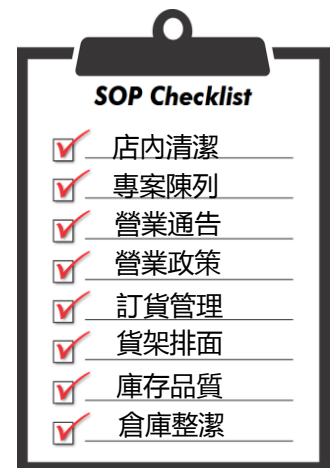 SOP Checklist
店內清潔
專案陳列
營業通告
營業政策
訂貨管理
貨架排面
庫存品質
倉庫整潔